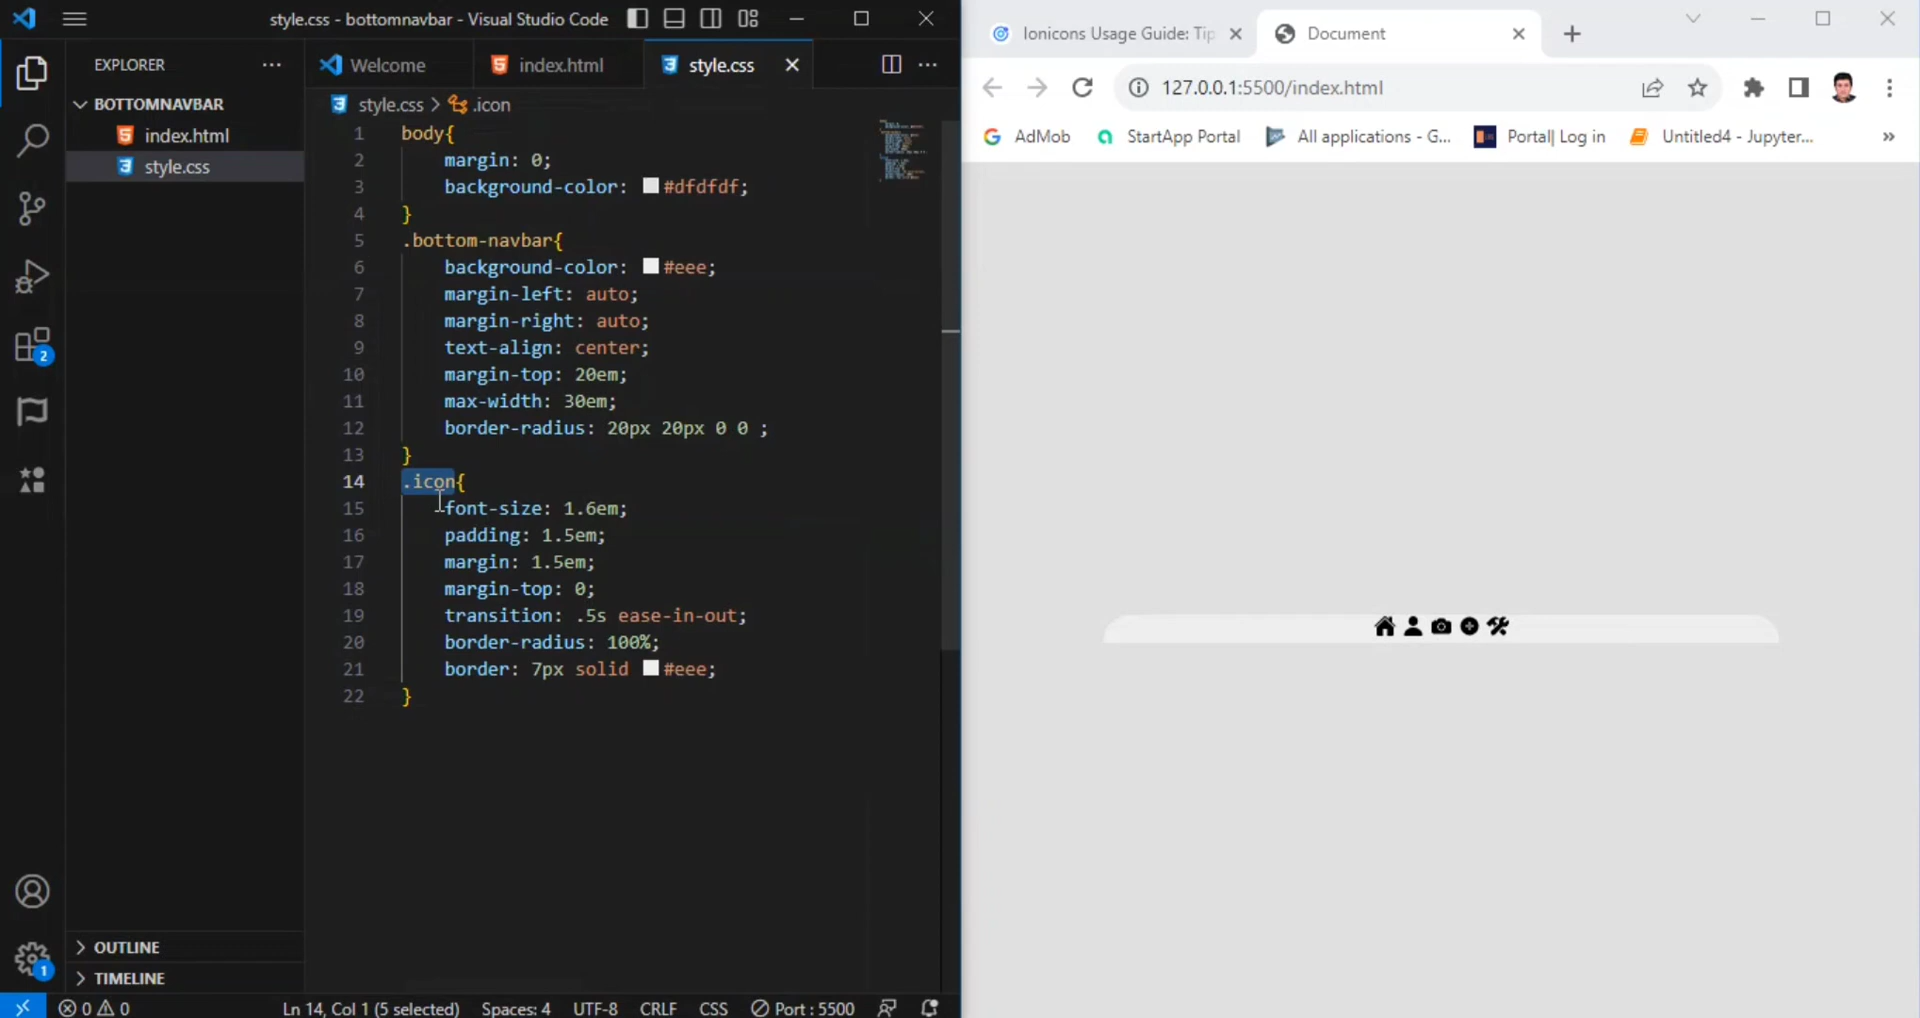 style.css - bottomnavbar - Visual Studio Code
EXPLORER
BOTTOMNAVBAR
index.html
style.css
2
OUTLINE
TIMELINE
1
Welcome
index.html
style.css
style.css > .icon
1 body{
2 margin: 0;
3 background-color: #dfdfdf;
4 }
5 .bottom-navbar{
6 background-color: #eee;
7 margin-left: auto;
8 margin-right: auto;
9 text-align: center;
10 margin-top: 20em;
11 max-width: 30em;
12 border-radius: 20px 20px 0 0 ;
13 }
14 .icon{
15 font-size: 1.6em;
16 padding: 1.5em;
17 margin: 1.5em;
18 margin-top: 0;
19 transition: .5s ease-in-out;
20 border-radius: 100%;
21 border: 7px solid #eee;
22 }
0 0 Ln 14, Col 1 (5 selected) Spaces: 4 UTF-8 CRLF CSS Port : 5500
Ionicons Usage Guide: Tip Document
127.0.0.1:5500/index.html
AdMob StartApp Portal All applications - G... Portal| Log in Untitled4 - Jupyter... »